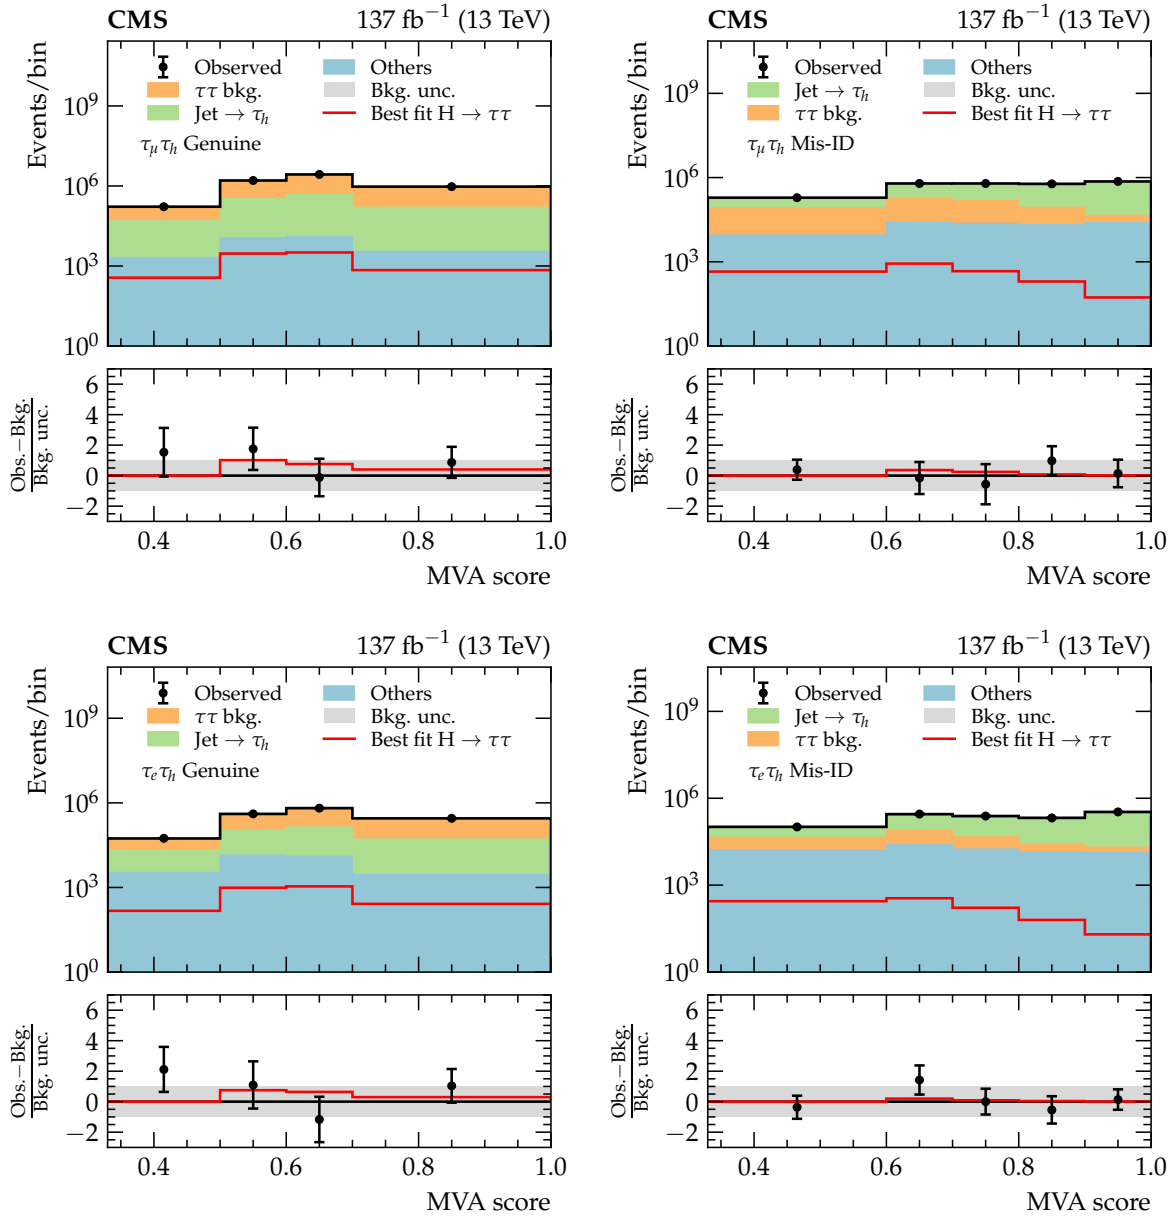 CMS 137 fb⁻¹ (13 TeV)
Events/bin
10⁹
10⁶
10³
10⁰
Observed Others
ττ bkg. Bkg. unc.
Jet → τₕ Best fit H → ττ
τ_μ τ_h Genuine
Obs.−Bkg.
Bkg. unc.
6
4
2
0
−2
0.4 0.6 0.8 1.0
MVA score
CMS 137 fb⁻¹ (13 TeV)
Events/bin
10⁹
10⁶
10³
10⁰
Observed Others
Jet → τₕ Bkg. unc.
ττ bkg. Best fit H → ττ
τ_μ τ_h Mis-ID
Obs.−Bkg.
Bkg. unc.
6
4
2
0
−2
0.4 0.6 0.8 1.0
MVA score
CMS 137 fb⁻¹ (13 TeV)
Events/bin
10⁹
10⁶
10³
10⁰
Observed Others
ττ bkg. Bkg. unc.
Jet → τₕ Best fit H → ττ
τ_e τ_h Genuine
Obs.−Bkg.
Bkg. unc.
6
4
2
0
−2
0.4 0.6 0.8 1.0
MVA score
CMS 137 fb⁻¹ (13 TeV)
Events/bin
10⁹
10⁶
10³
10⁰
Observed Others
Jet → τₕ Bkg. unc.
ττ bkg. Best fit H → ττ
τ_e τ_h Mis-ID
Obs.−Bkg.
Bkg. unc.
6
4
2
0
−2
0.4 0.6 0.8 1.0
MVA score